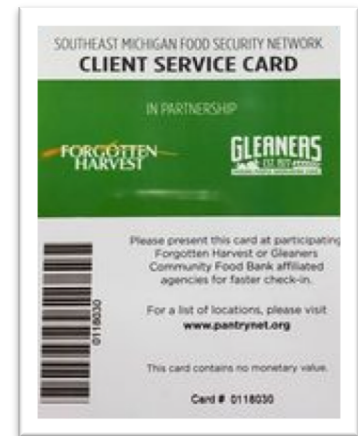 SOUTHEAST MICHIGAN FOOD SECURITY NETWORK
CLIENT SERVICE CARD
IN PARTNERSHIP
FORGOTTEN
HARVEST
GLEANERS
EST. 1977
Please present this card at participating
Forgotten Harvest or Gleaners
Community Food Bank affiliated
agencies for faster check-in.
For a list of locations, please visit
www.pantrynet.org
This card contains no monetary value.
Card # 0118030
0118030